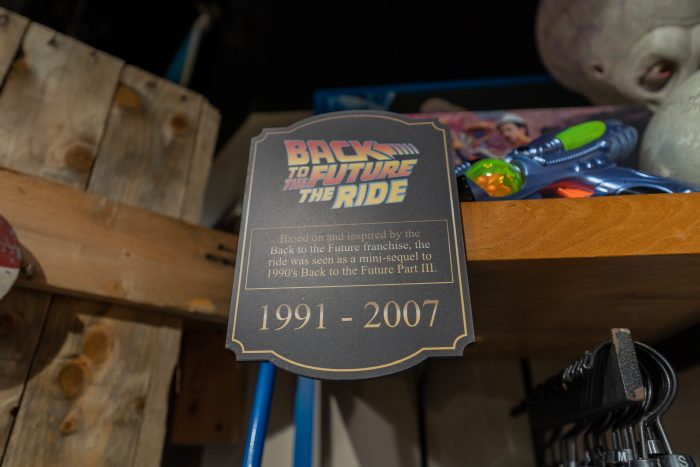 BACK
TO THE FUTURE
THE RIDE
Based on and inspired by the
Back to the Future franchise, the
ride was seen as a mini-sequel to
1990's Back to the Future Part III.
1991 - 2007
M
S